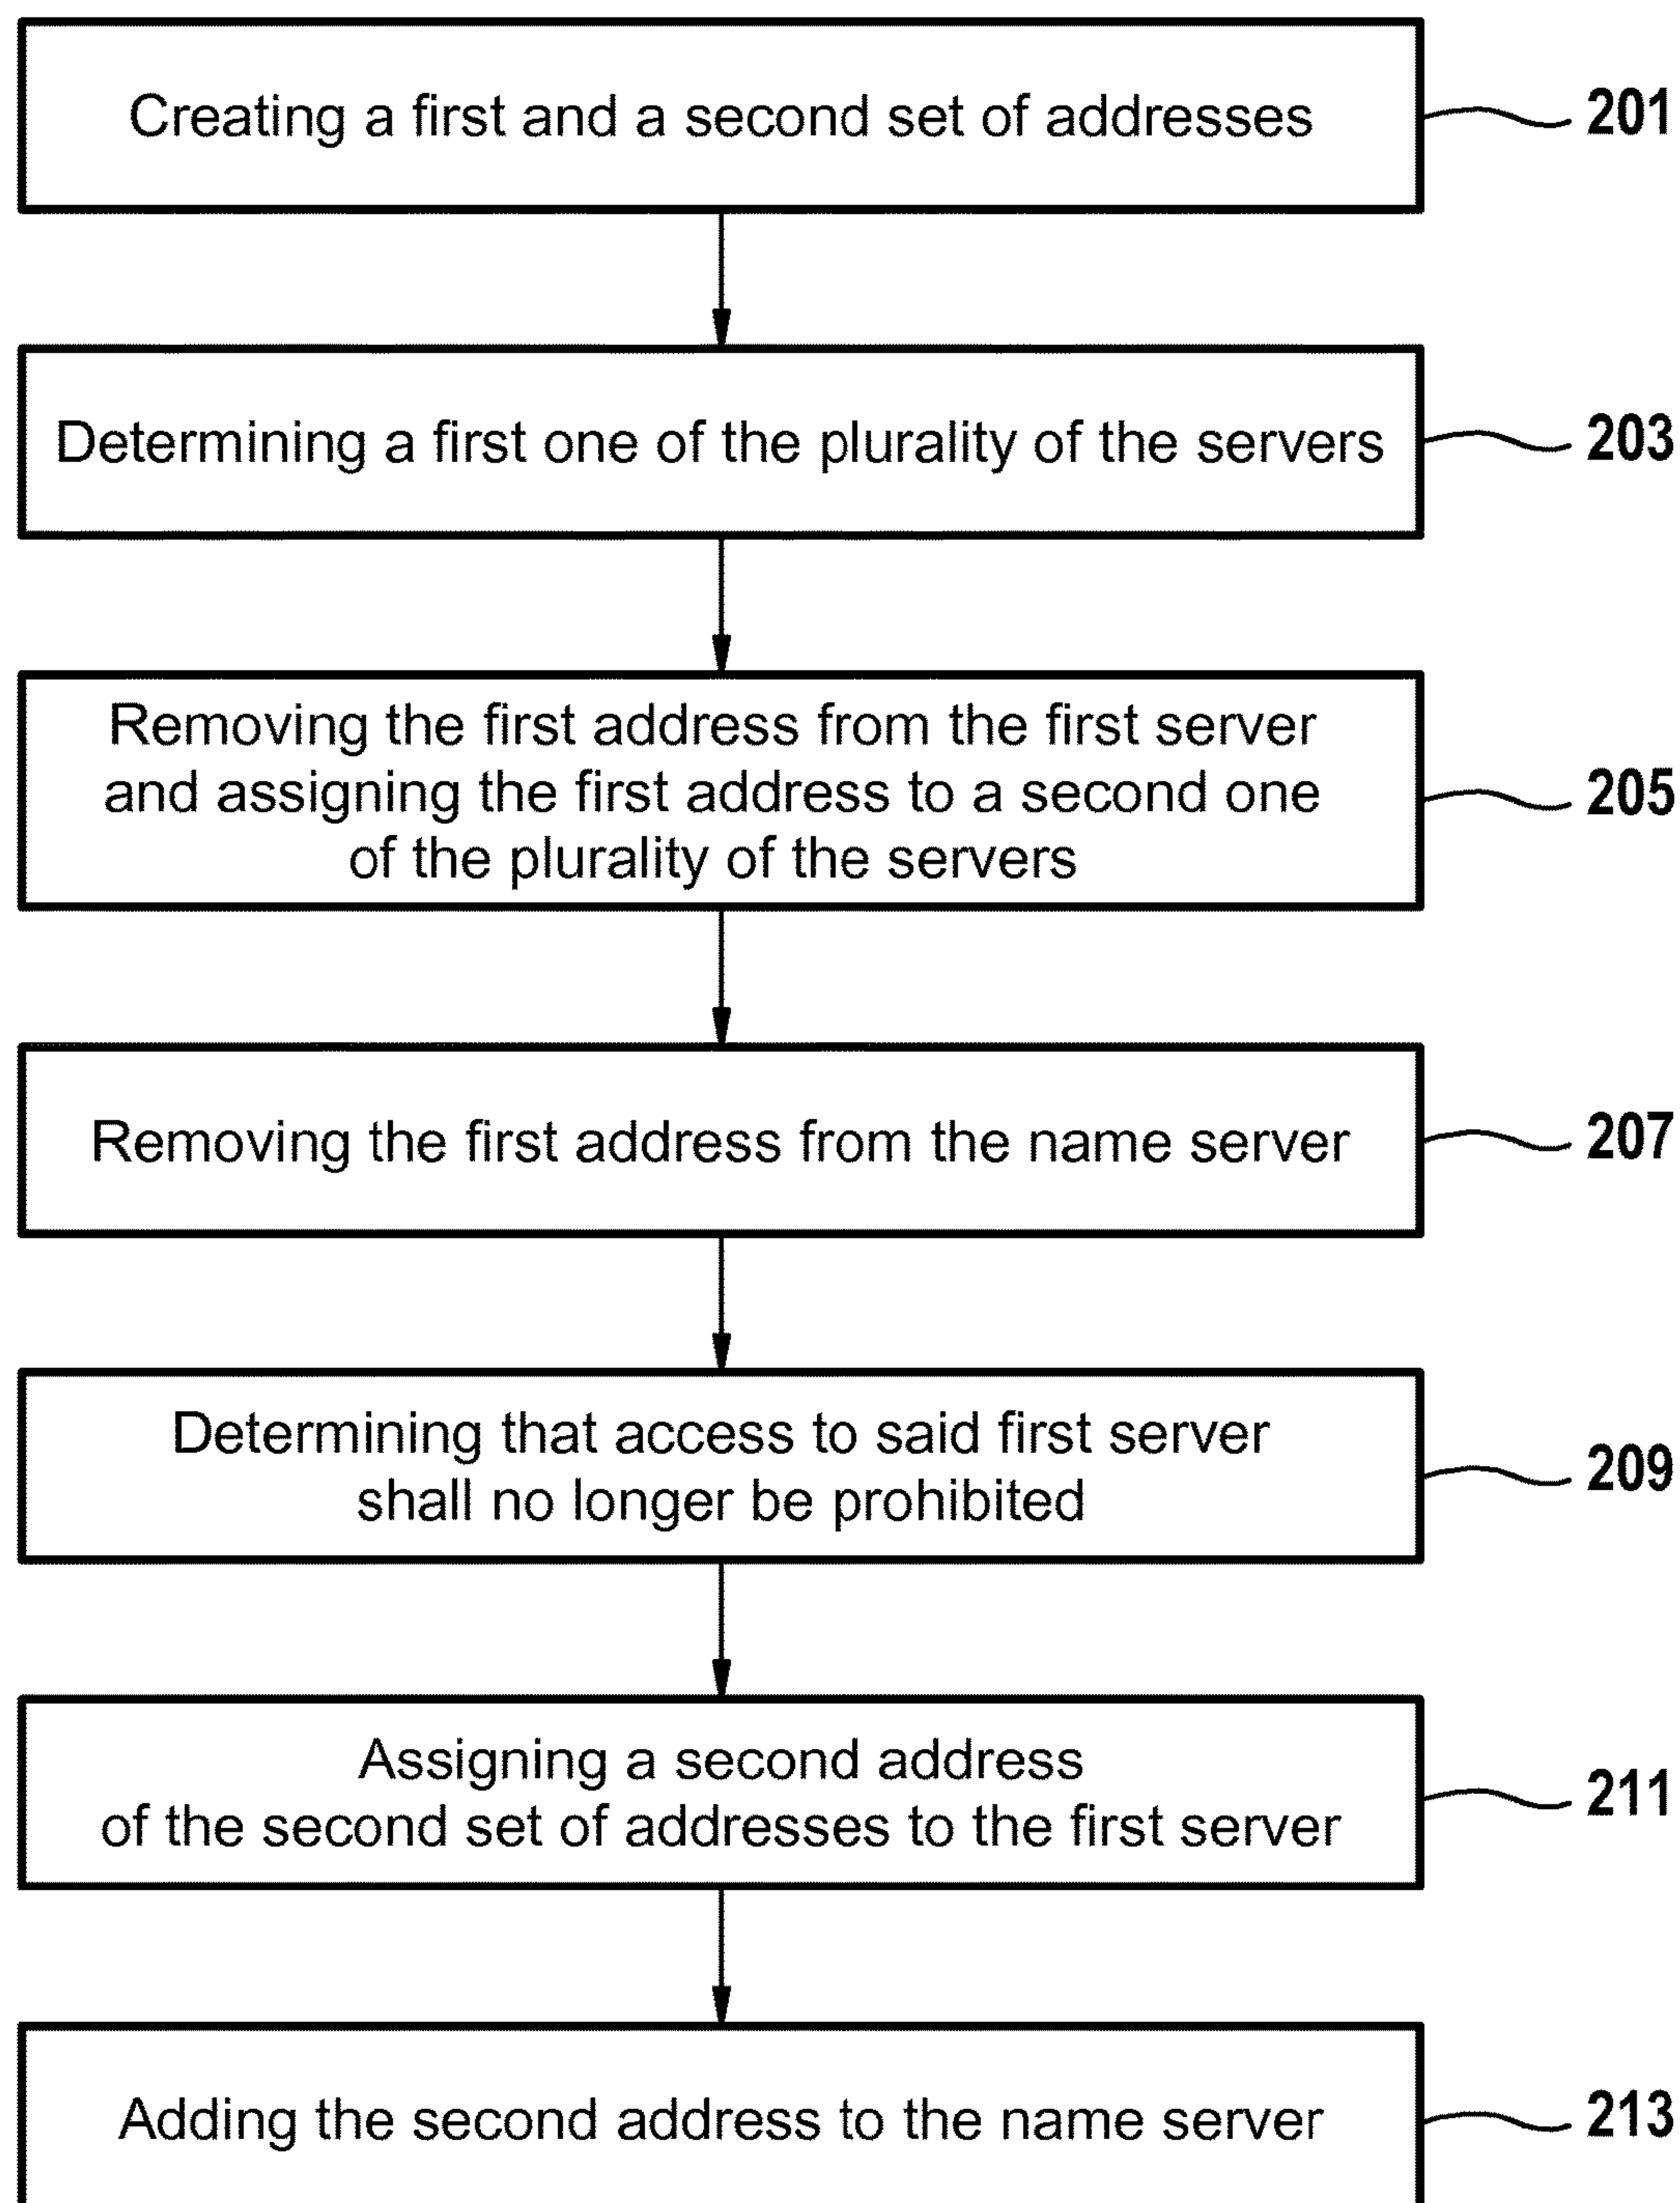 Creating a first and a second set of addresses
201
Determining a first one of the plurality of the servers
203
Removing the first address from the first server
and assigning the first address to a second one
of the plurality of the servers
205
Removing the first address from the name server
207
Determining that access to said first server
shall no longer be prohibited
209
Assigning a second address
of the second set of addresses to the first server
211
Adding the second address to the name server
213